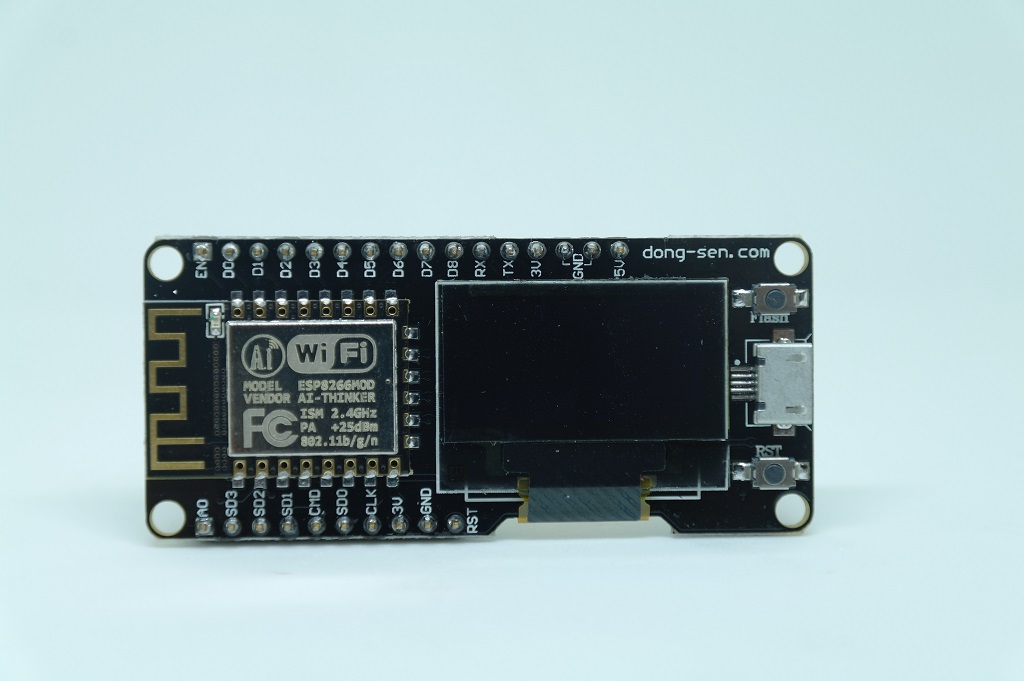 EN D0 D1 D2 D3 D4 D5 D6 D7 D8 RX TX 3V GND 5V
dong-sen.com
Flash
Ai WiFi
MODEL ESP8266MOD
VENDOR AI-THINKER
FC
ISM 2.4GHz
PA +25dBm
802.11b/g/n
RST
A0 SD3 SD2 SD1 CMD SD0 CLK 3V GND RST